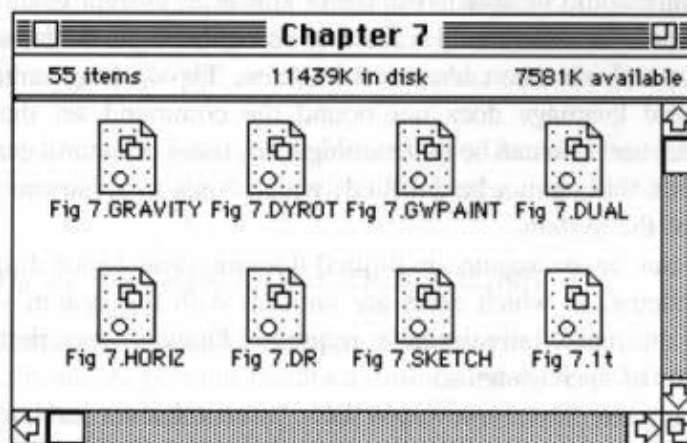 Chapter 7
55 items 11439K in disk 7581K available
Fig 7.GRAVITY Fig 7.DYROT Fig 7.GWPAINT Fig 7.DUAL
Fig 7.HORIZ Fig 7.DR Fig 7.SKETCH Fig 7.1t